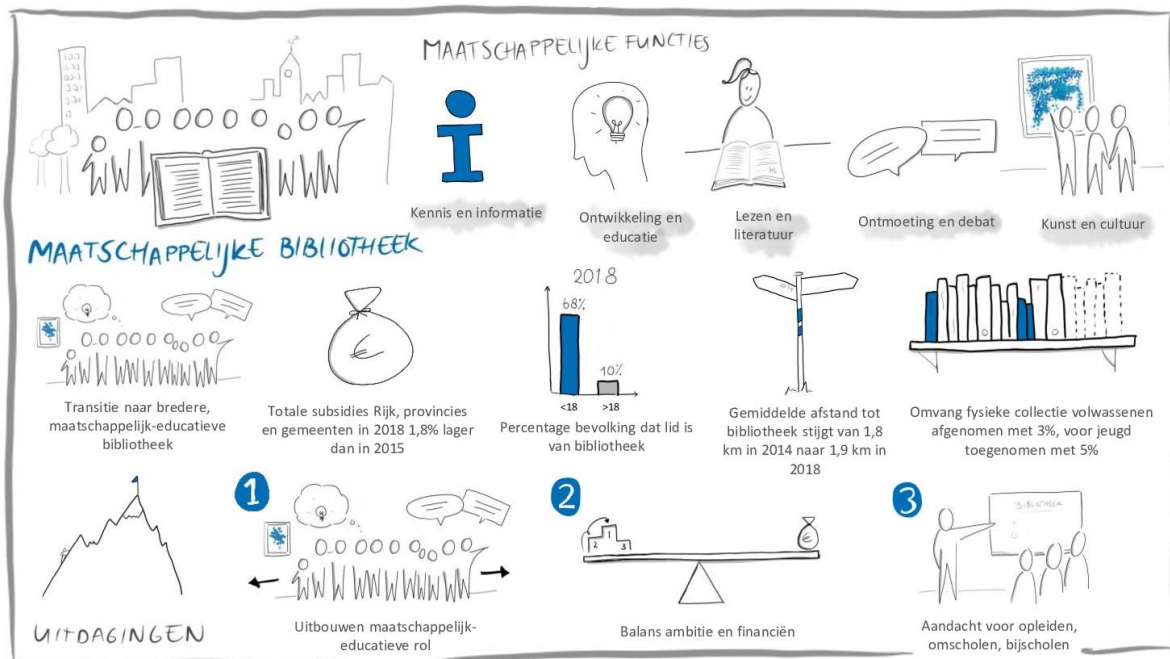 MAATSCHAPPELIJKE FUNCTIES
Kennis en informatie
Ontwikkeling en
educatie
Lezen en
literatuur
Ontmoeting en debat
Kunst en cultuur
MAATSCHAPPELIJKE BIBLIOTHEEK
Transitie naar bredere,
maatschappelijk-educatieve
bibliotheek
€
Totale subsidies Rijk, provincies
en gemeenten in 2018 1,8% lager
dan in 2015
2018
68%
10%
<18 >18
Percentage bevolking dat lid is
van bibliotheek
Gemiddelde afstand tot
bibliotheek stijgt van 1,8
km in 2014 naar 1,9 km in
2018
Omvang fysieke collectie volwassenen
afgenomen met 3%, voor jeugd
toegenomen met 5%
UITDAGINGEN
1
Uitbouwen maatschappelijk-
educatieve rol
2
2 1 3
€
Balans ambitie en financiën
3
BIBLIOTHEEK
Aandacht voor opleiden,
omscholen, bijscholen